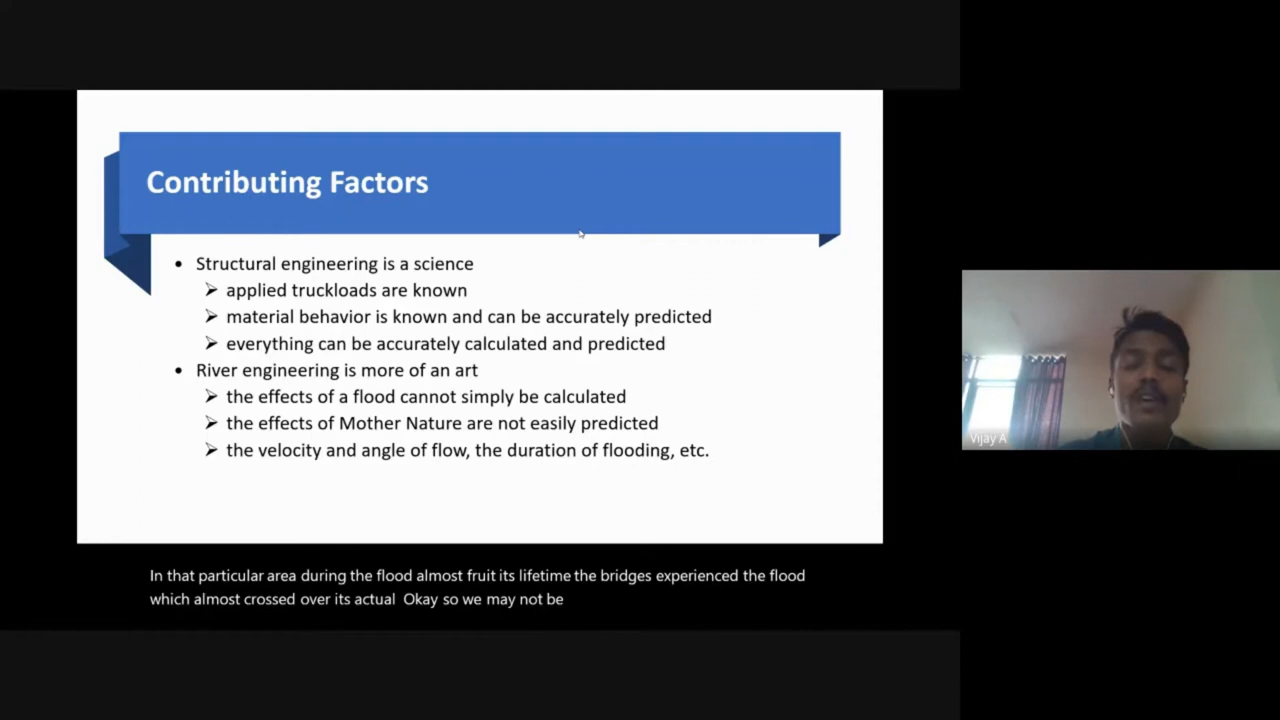 Contributing Factors
• Structural engineering is a science
➢ applied truckloads are known
➢ material behavior is known and can be accurately predicted
➢ everything can be accurately calculated and predicted
• River engineering is more of an art
➢ the effects of a flood cannot simply be calculated
➢ the effects of Mother Nature are not easily predicted
➢ the velocity and angle of flow, the duration of flooding, etc.
Vijay A
In that particular area during the flood almost fruit its lifetime the bridges experienced the flood
which almost crossed over its actual Okay so we may not be